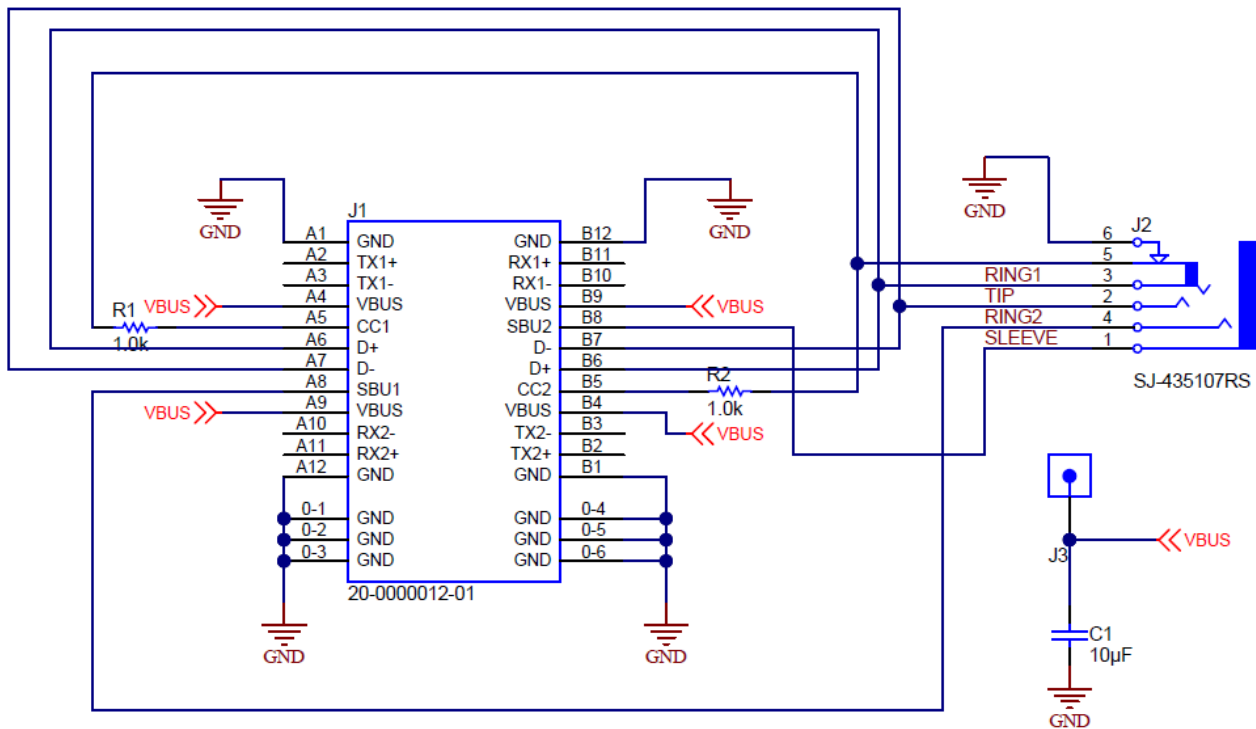 GND
GND
GND
J1
J2
A1 GND GND B12
A2 TX1+ RX1+ B11
A3 TX1- RX1- B10
VBUS A4 VBUS VBUS B9 VBUS
R1 A5 CC1 SBU2 B8
1.0k
A6 D+ D- B7
A7 D- D+ B6
A8 SBU1 CC2 B5 R2
1.0k
VBUS A9 VBUS VBUS B4 VBUS
A10 RX2- TX2- B3
A11 RX2+ TX2+ B2
A12 GND GND B1
0-1 GND GND 0-4
0-2 GND GND 0-5
0-3 GND GND 0-6
20-0000012-01
GND
GND
6
5
RING1 3
TIP 2
RING2 4
SLEEVE 1
SJ-435107RS
J3
VBUS
C1
10µF
GND